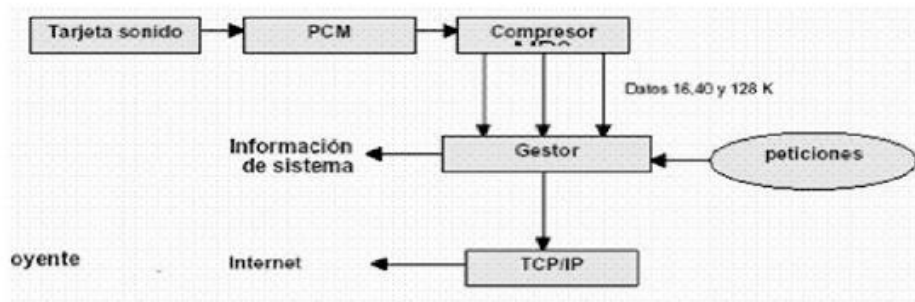 Tarjeta sonido
PCM
Compresor
Datos 16,40 y 128 K
Información
de sistema
Gestor
peticiones
oyente
Internet
TCP/IP